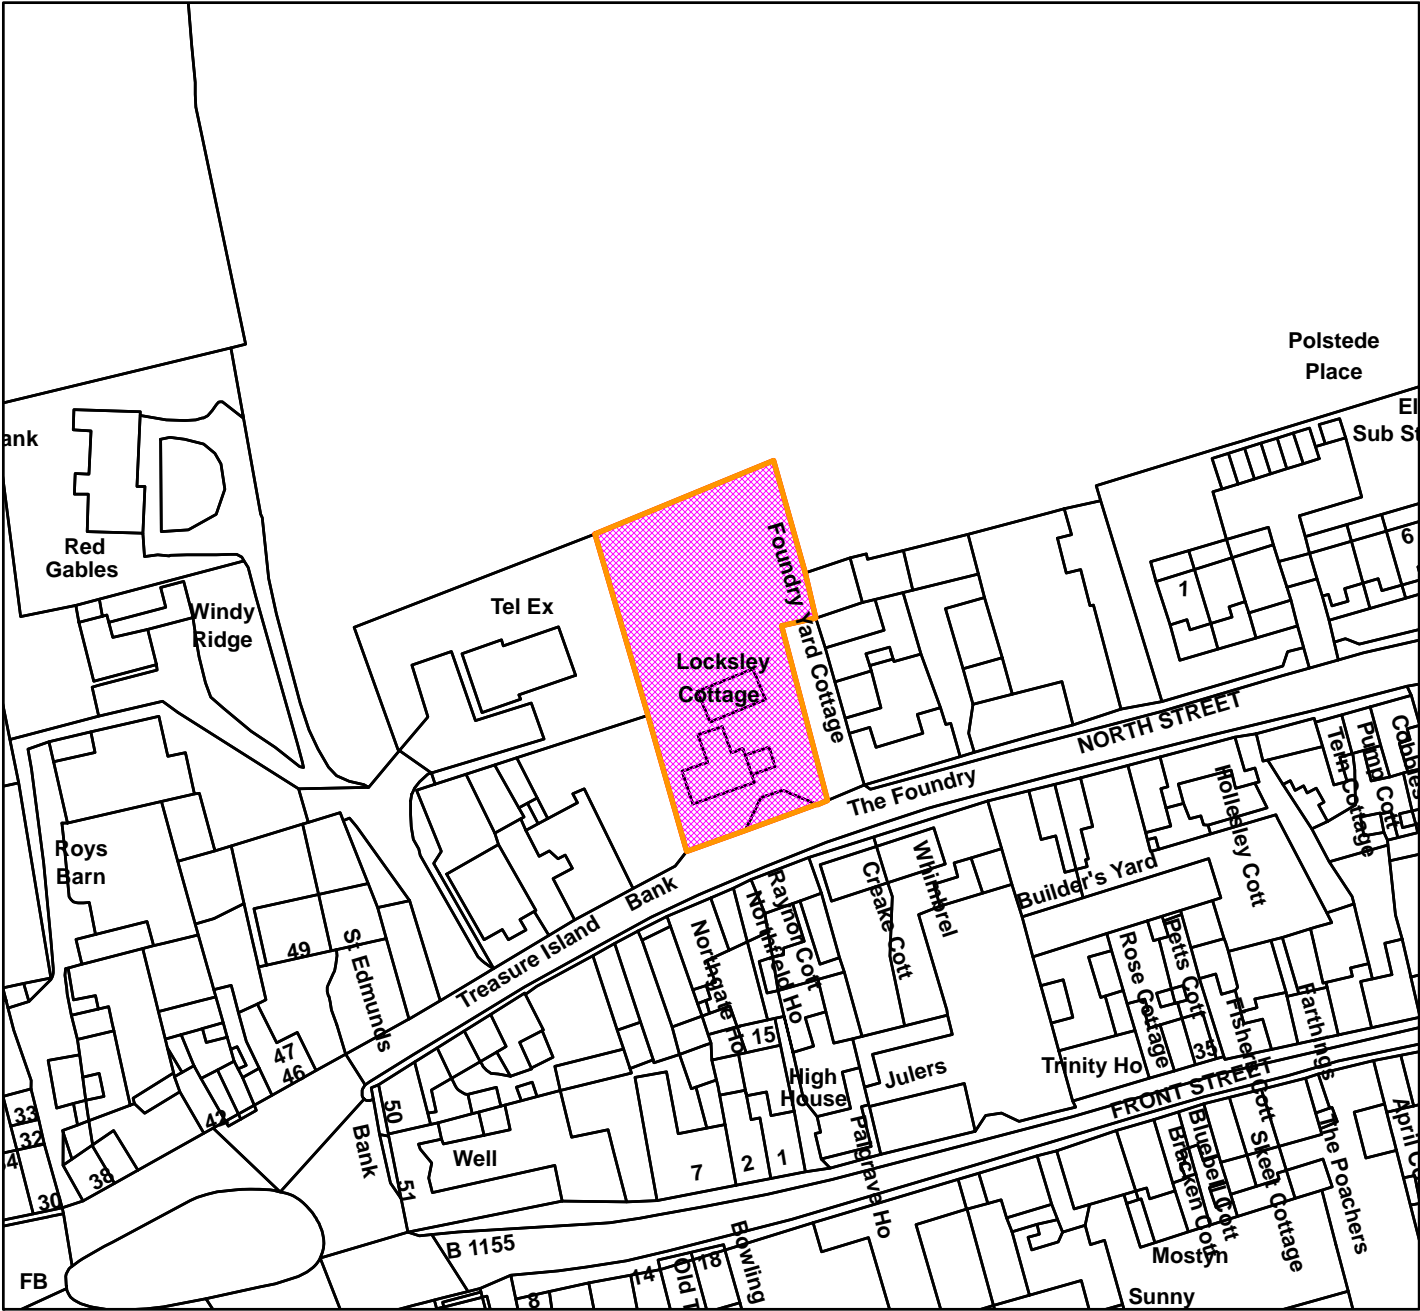 Polstede
Place
Sub St
Red
Gables
Windy
Ridge
Tel Ex
Foundry Yard Cottage
Locksley
Cottage
1
6
NORTH STREET
The Foundry
Bank
Treasure Island
Roys
Barn
49
St Edmunds
47
46
42
33
32
30
38
50
Bank
51
Well
Northgate Ho
Northfield Ho
Raynor Cott
Creake Cott
Whimbrel
Builder's Yard
Hollesley Cott
Tern Cottage
Pump Cott
15
High
House
Julers
Palgrave Ho
Rose Cottage
Petts Cott
35
Fishers Cott
Farthings
Trinity Ho
FRONT STREET
7
2
1
Bracken Cott
Bluebell Cott
Skeet Cottage
The Poachers
Mostyn
Sunny
B 1155
FB
8
14
18
Old
Bowling